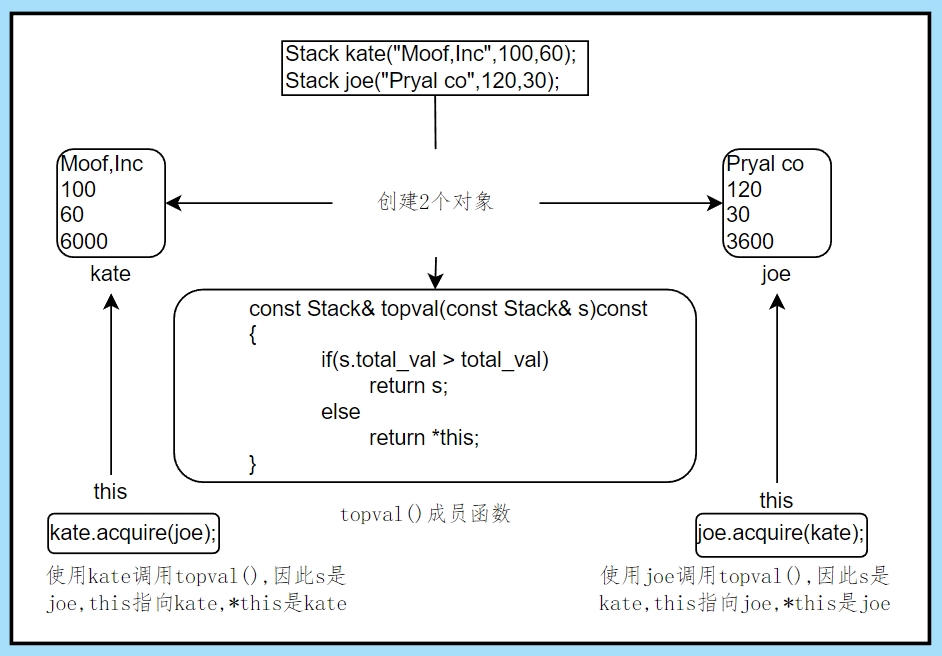 Stack kate("Moof,Inc",100,60);
Stack joe("Pryal co",120,30);
Moof,Inc
100
60
6000
kate
创建2个对象
Pryal co
120
30
3600
joe
const Stack& topval(const Stack& s)const
{
if(s.total_val > total_val)
return s;
else
return *this;
}
topval()成员函数
this
kate.acquire(joe);
使用kate调用topval(),因此s是
joe,this指向kate,*this是kate
this
joe.acquire(kate);
使用joe调用topval(),因此s是
kate,this指向joe,*this是joe